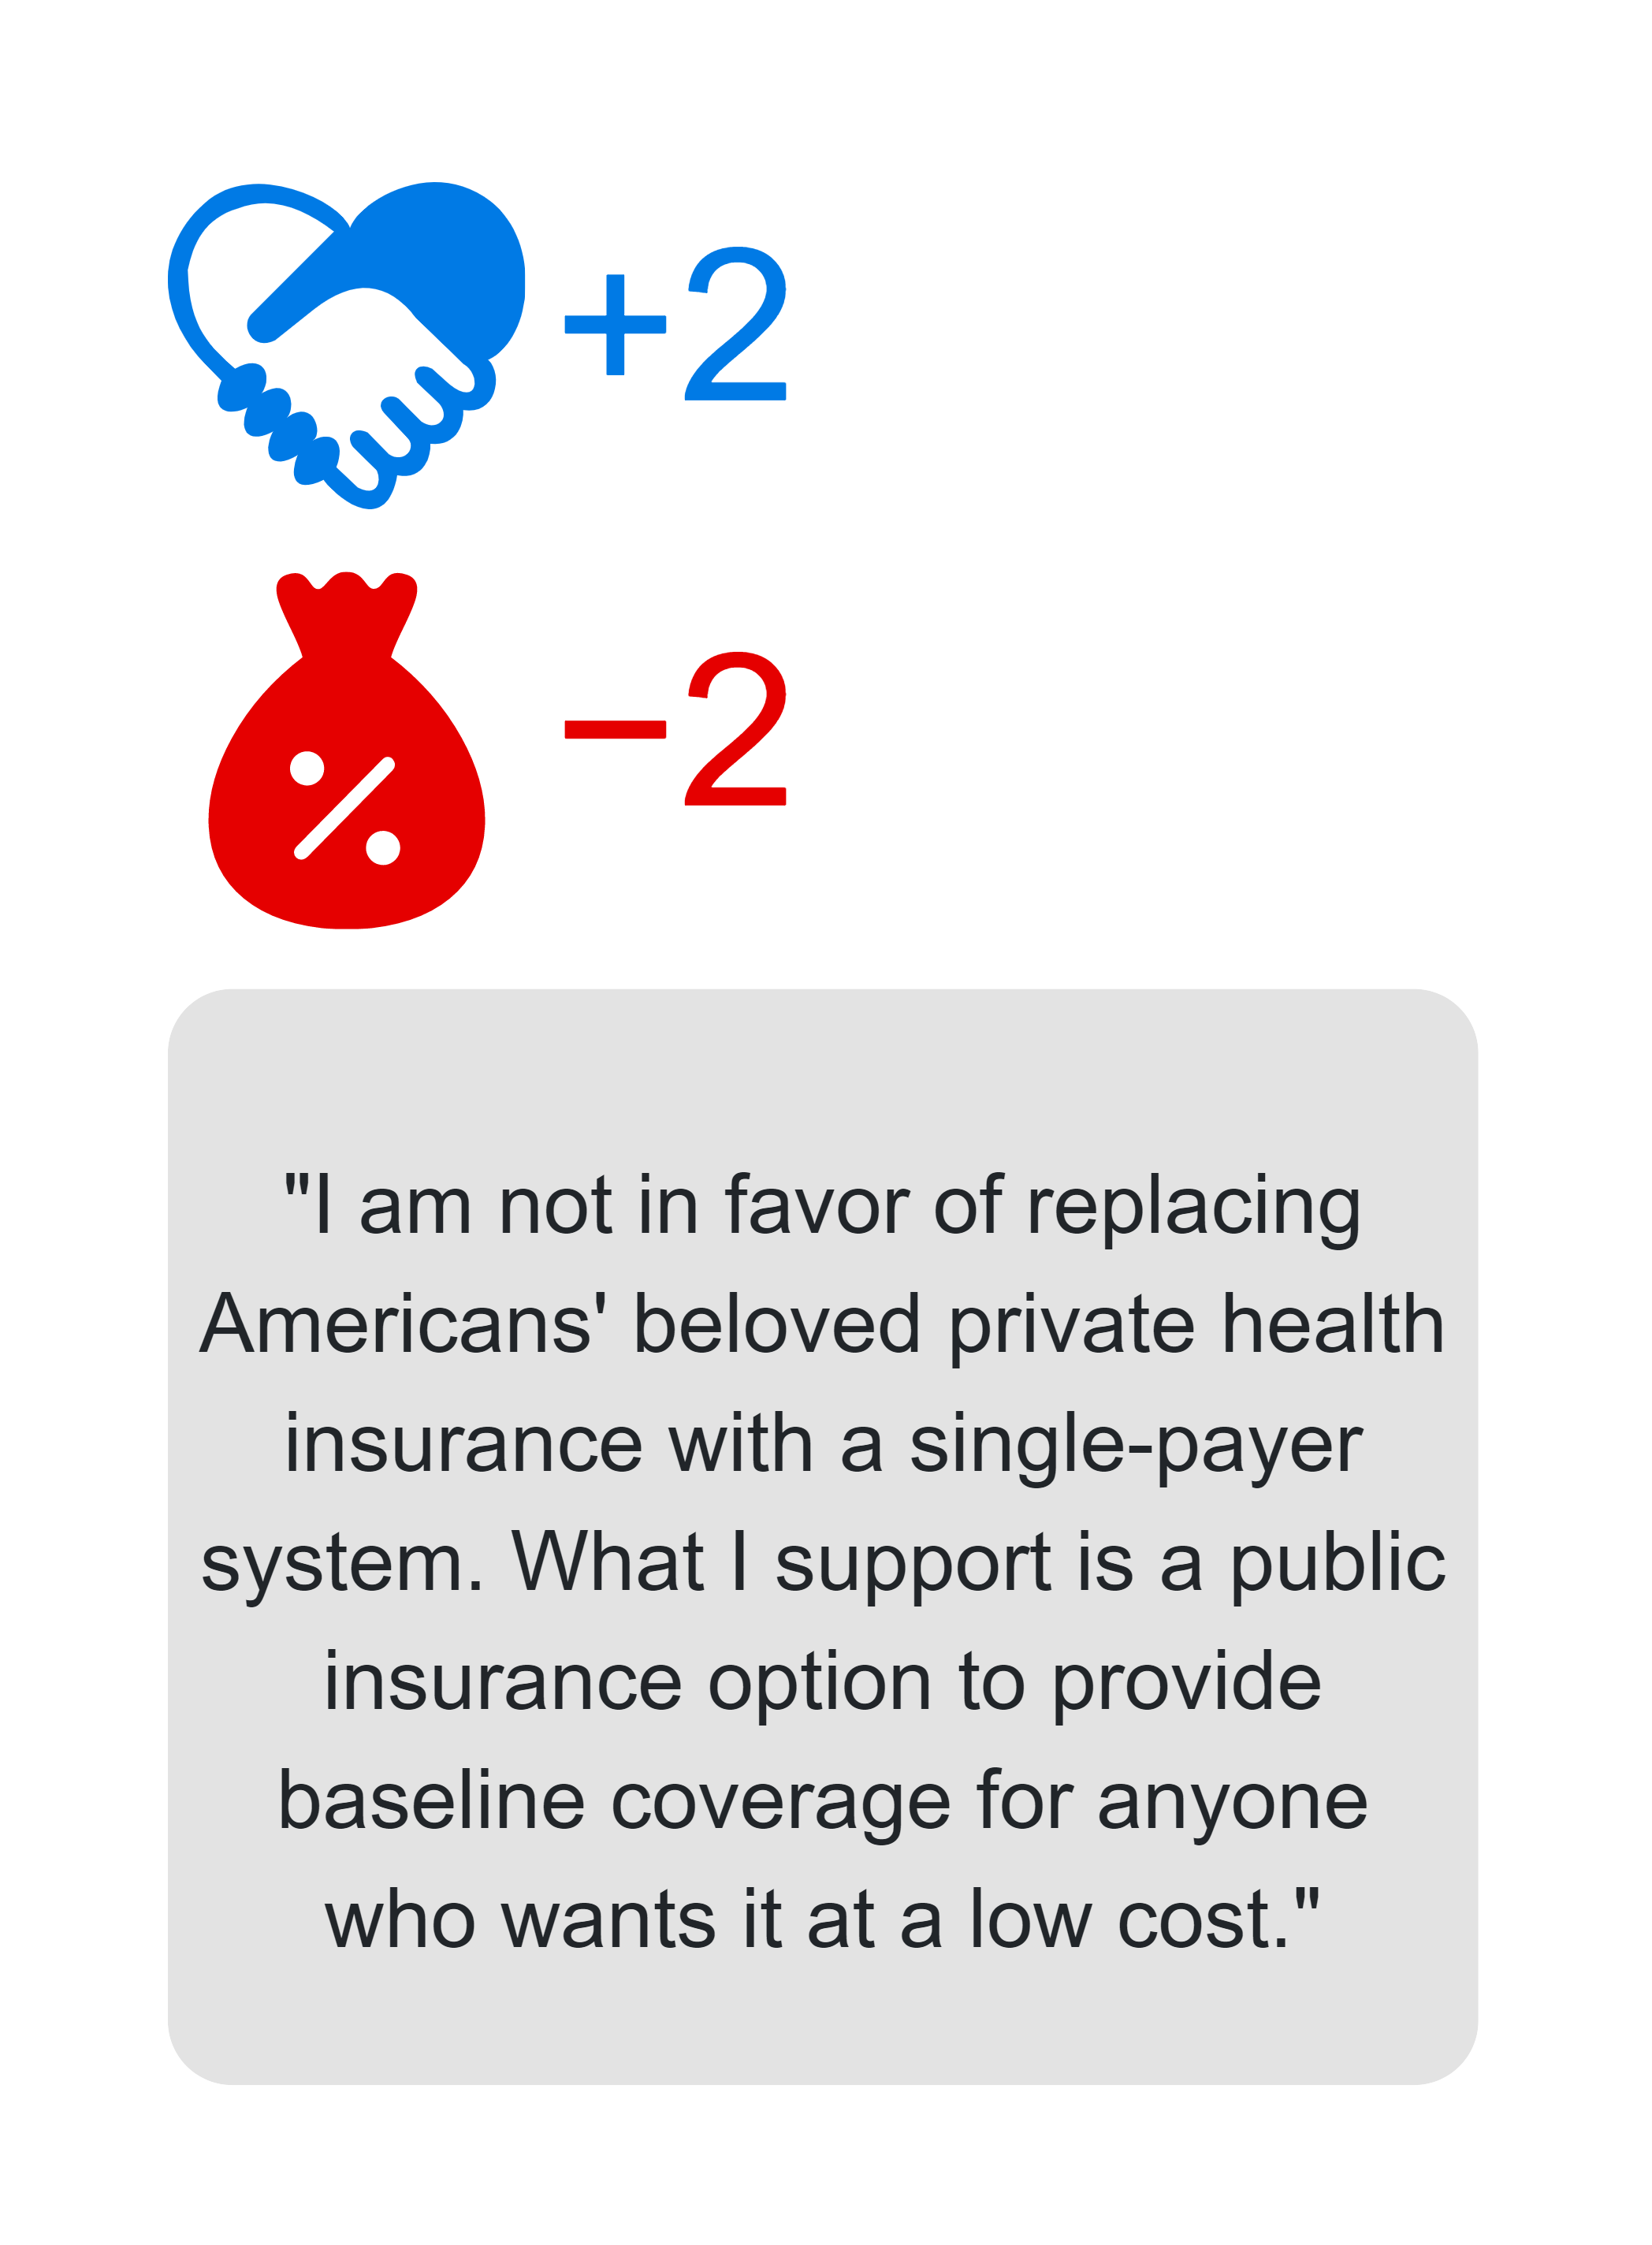 +2
−2
"I am not in favor of replacing
Americans' beloved private health
insurance with a single-payer
system. What I support is a public
insurance option to provide
baseline coverage for anyone
who wants it at a low cost."